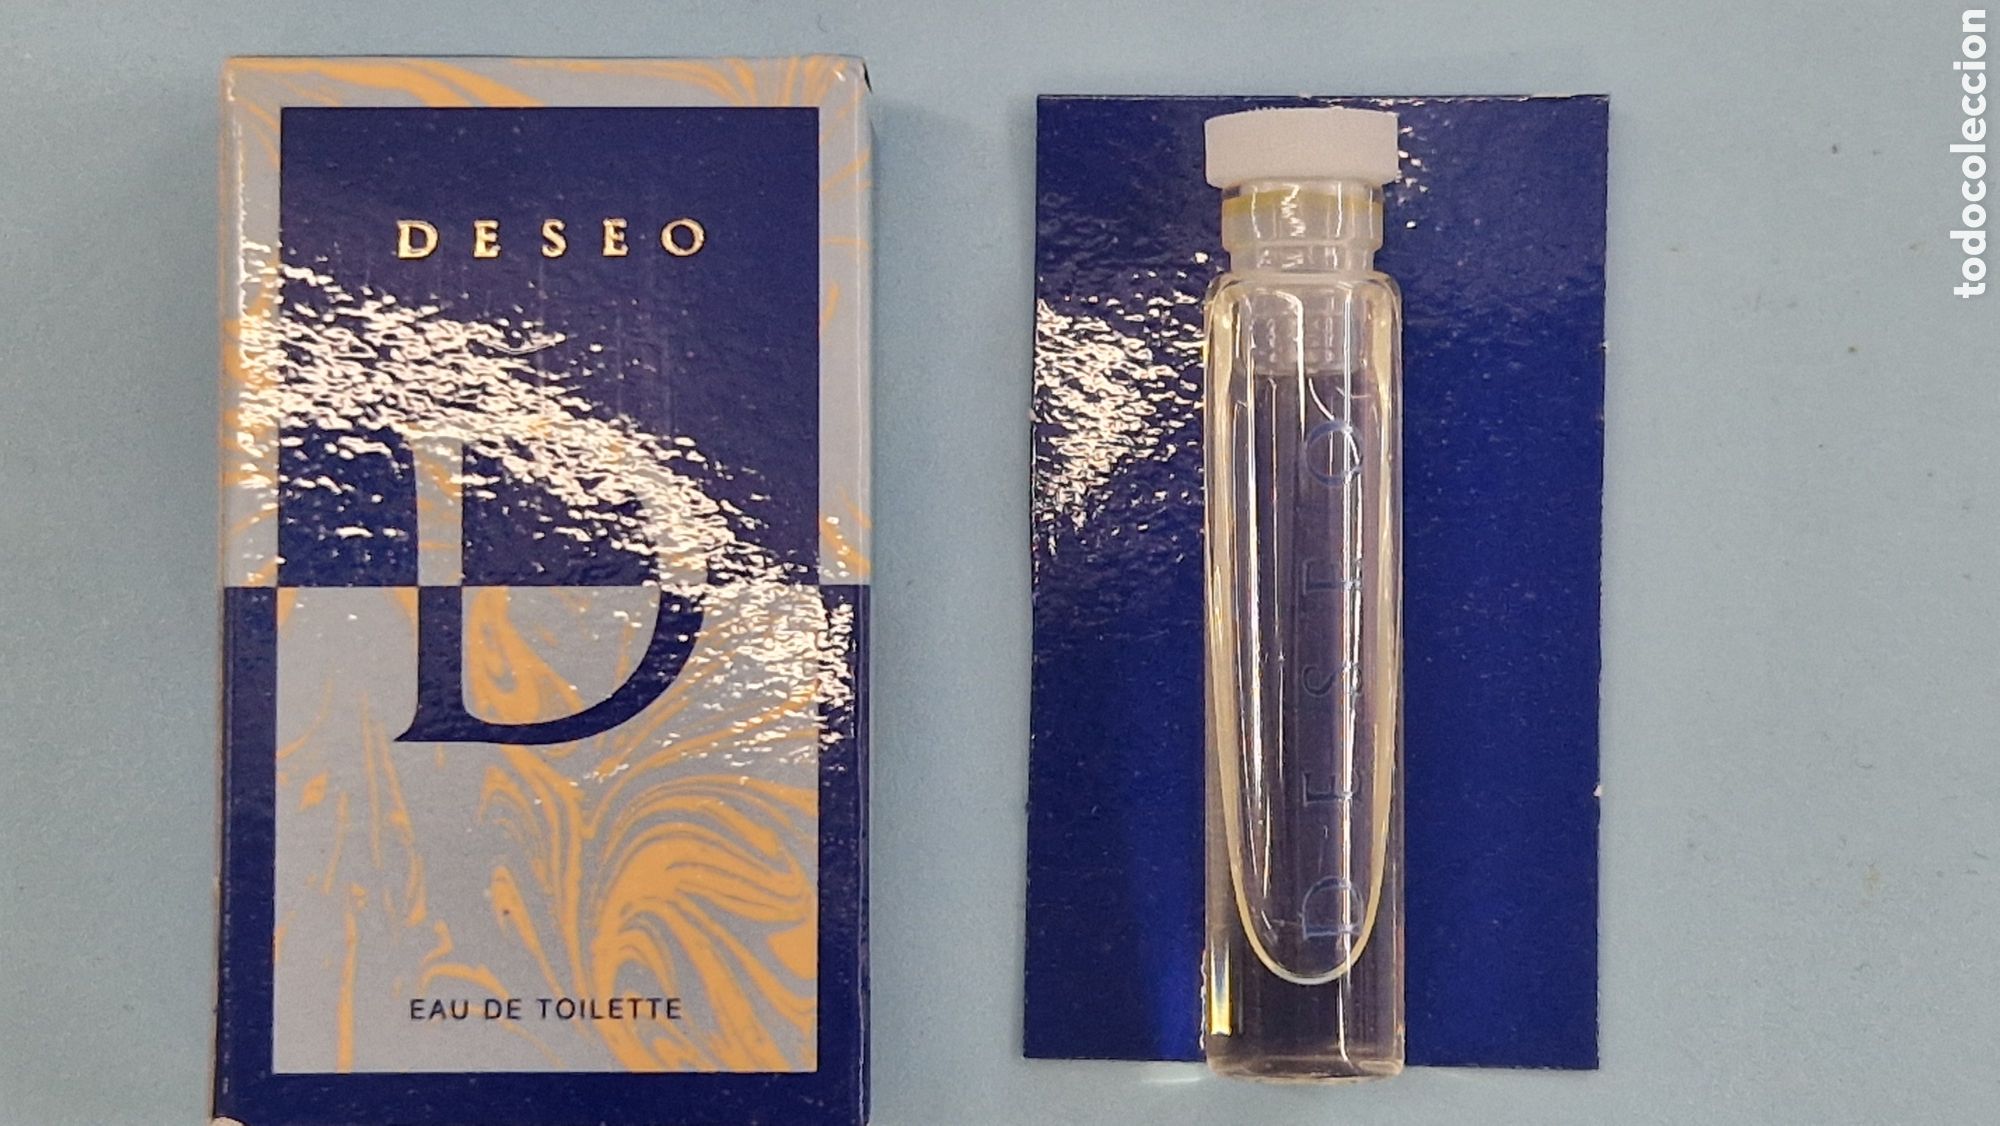 DESEO
D
EAU DE TOILETTE
DESEO
todocoleccion